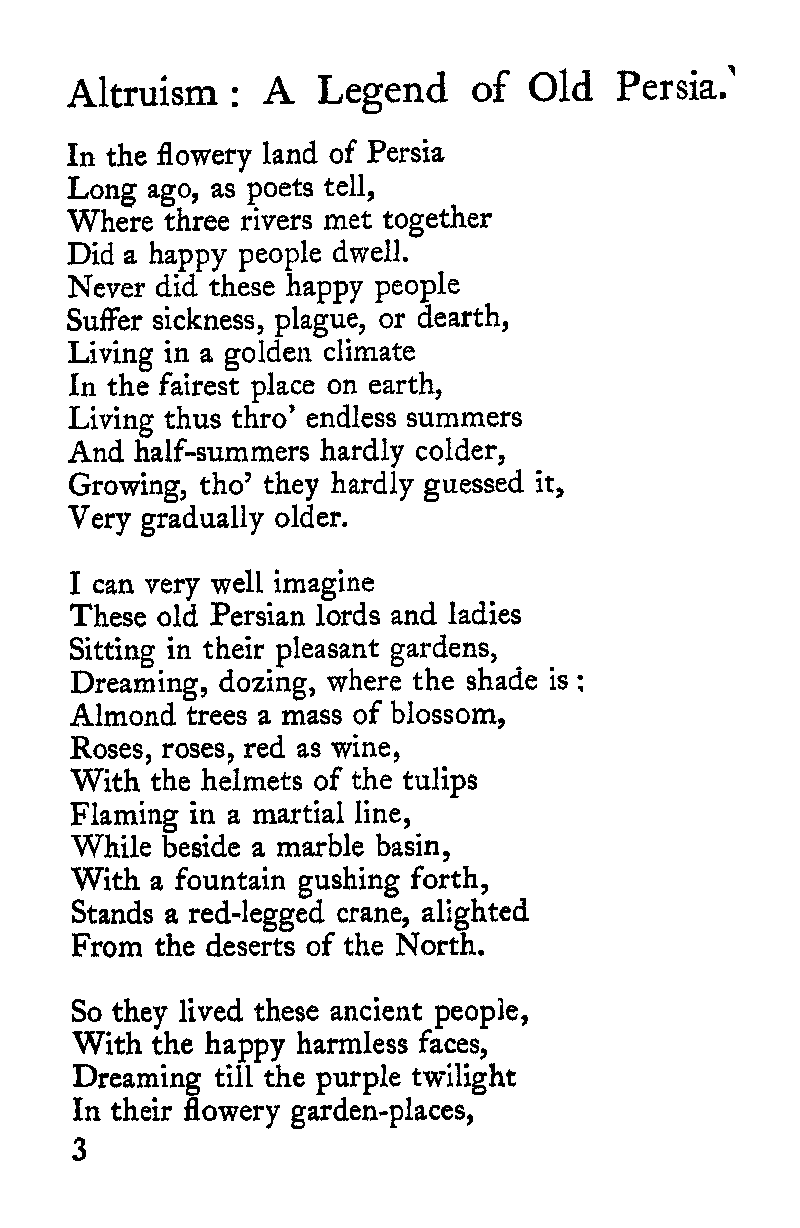 Altruism : A Legend of Old Persia.
In the flowery land of Persia
Long ago, as poets tell,
Where three rivers met together
Did a happy people dwell.
Never did these happy people
Suffer sickness, plague, or dearth,
Living in a golden climate
In the fairest place on earth,
Living thus thro’ endless summers
And half-summers hardly colder,
Growing, tho’ they hardly guessed it,
Very gradually older.
I can very well imagine
These old Persian lords and ladies
Sitting in their pleasant gardens,
Dreaming, dozing, where the shade is :
Almond trees a mass of blossom,
Roses, roses, red as wine,
With the helmets of the tulips
Flaming in a martial line,
While beside a marble basin,
With a fountain gushing forth,
Stands a red-legged crane, alighted
From the deserts of the North.
So they lived these ancient people,
With the happy harmless faces,
Dreaming till the purple twilight
In their flowery garden-places,
3